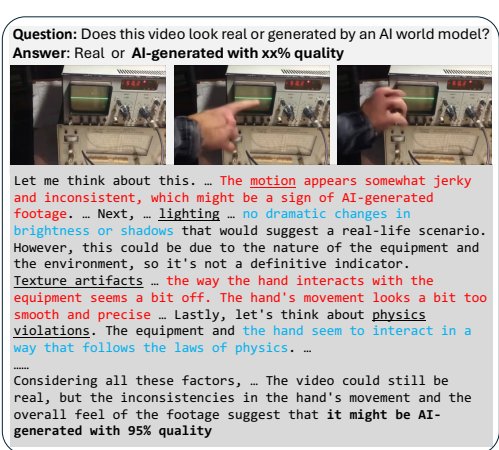 Question: Does this video look real or generated by an AI world model?
Answer: Real or AI-generated with xx% quality
Let me think about this. … The motion appears somewhat jerky
and inconsistent, which might be a sign of AI-generated
footage. … Next, … lighting … no dramatic changes in
brightness or shadows that would suggest a real-life scenario.
However, this could be due to the nature of the equipment and
the environment, so it's not a definitive indicator.
Texture artifacts … the way the hand interacts with the
equipment seems a bit off. The hand's movement looks a bit too
smooth and precise … Lastly, let's think about physics
violations. The equipment and the hand seem to interact in a
way that follows the laws of physics. …
……
Considering all these factors, … The video could still be
real, but the inconsistencies in the hand's movement and the
overall feel of the footage suggest that it might be AI-
generated with 95% quality